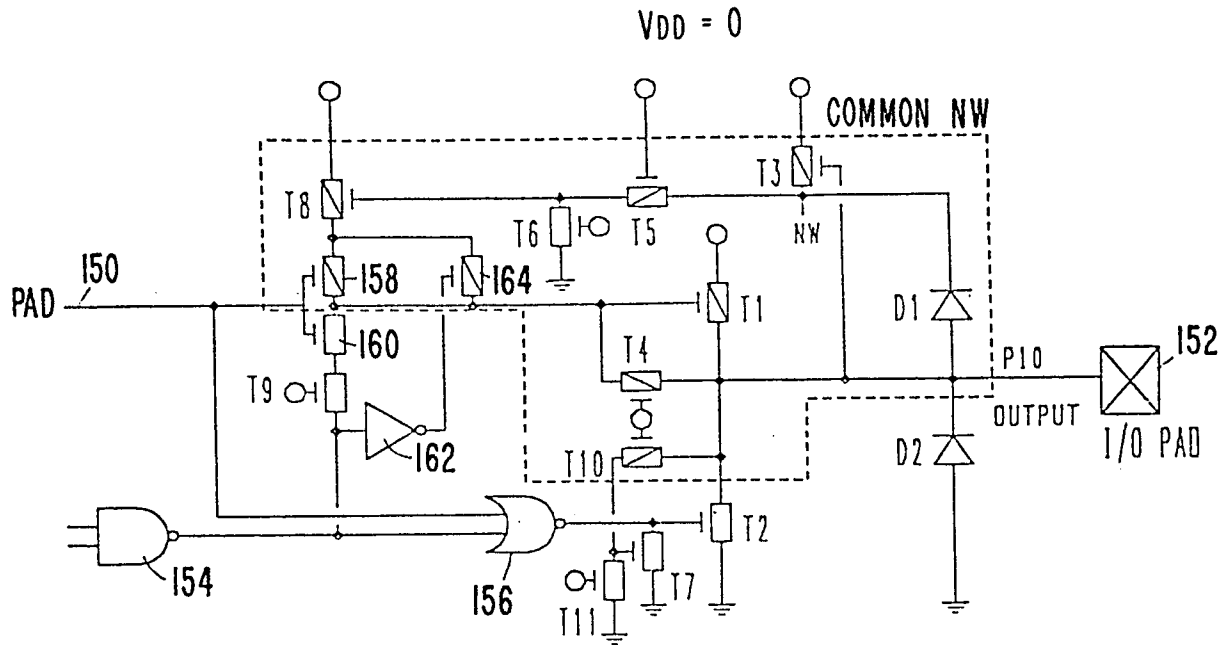 VDD = 0
COMMON NW
T3
T8
T6
T5
NW
150
158
164
PAD
T1
D1
160
T4
P10
152
T9
OUTPUT
162
D2
I/O PAD
T10
T2
154
156
T7
T11